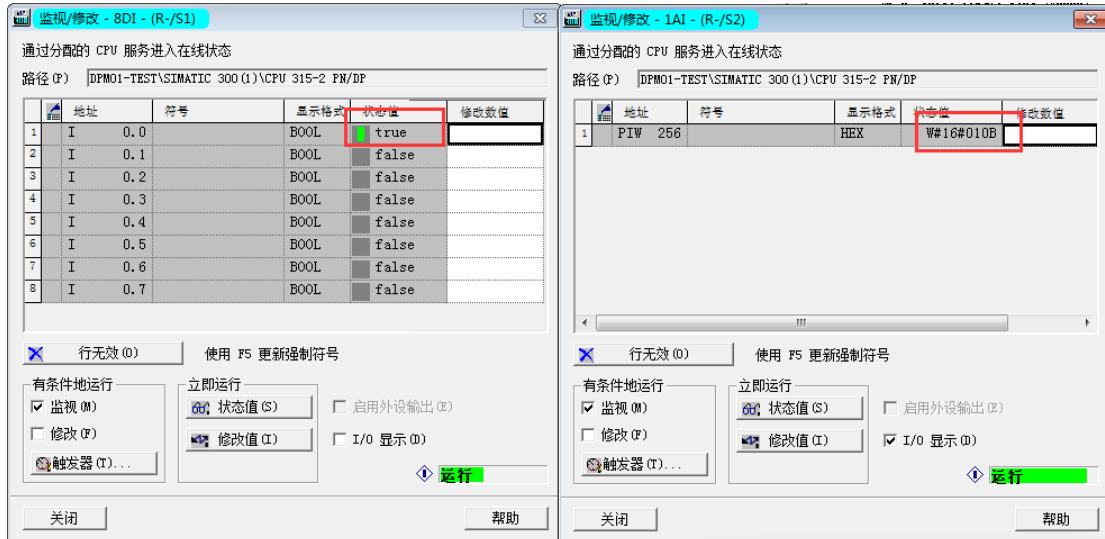 监视/修改 - 8DI - (R-/S1)
通过分配的 CPU 服务进入在线状态
路径(P) DPM01-TEST\SIMATIC 300(1)\CPU 315-2 PN/DP
地址 符号 显示格式 状态值 修改数值
1 I 0.0 BOOL true
2 I 0.1 BOOL false
3 I 0.2 BOOL false
4 I 0.3 BOOL false
5 I 0.4 BOOL false
6 I 0.5 BOOL false
7 I 0.6 BOOL false
8 I 0.7 BOOL false
行无效(O) 使用 F5 更新强制符号
有条件地运行 立即运行
监视(M) 状态值(S) 启用外设输出(E)
修改(F) 修改值(I) I/O 显示(D)
触发器(T)...
运行
关闭 帮助
监视/修改 - 1AI - (R-/S2)
通过分配的 CPU 服务进入在线状态
路径(P) DPM01-TEST\SIMATIC 300(1)\CPU 315-2 PN/DP
地址 符号 显示格式 状态值 修改数值
1 PIW 256 HEX W#16#010B
行无效(O) 使用 F5 更新强制符号
有条件地运行 立即运行
监视(M) 状态值(S) 启用外设输出(E)
修改(F) 修改值(I) I/O 显示(D)
触发器(T)...
运行
关闭 帮助